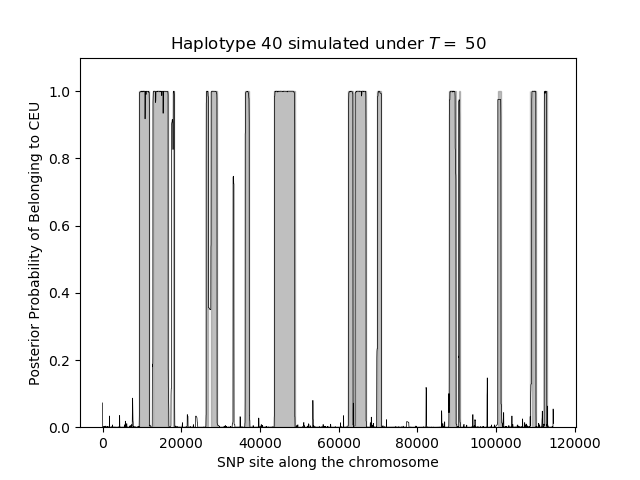 Haplotype 40 simulated under T = 50
Posterior Probability of Belonging to CEU
1.0
0.8
0.6
0.4
0.2
0.0
0 20000 40000 60000 80000 100000 120000
SNP site along the chromosome